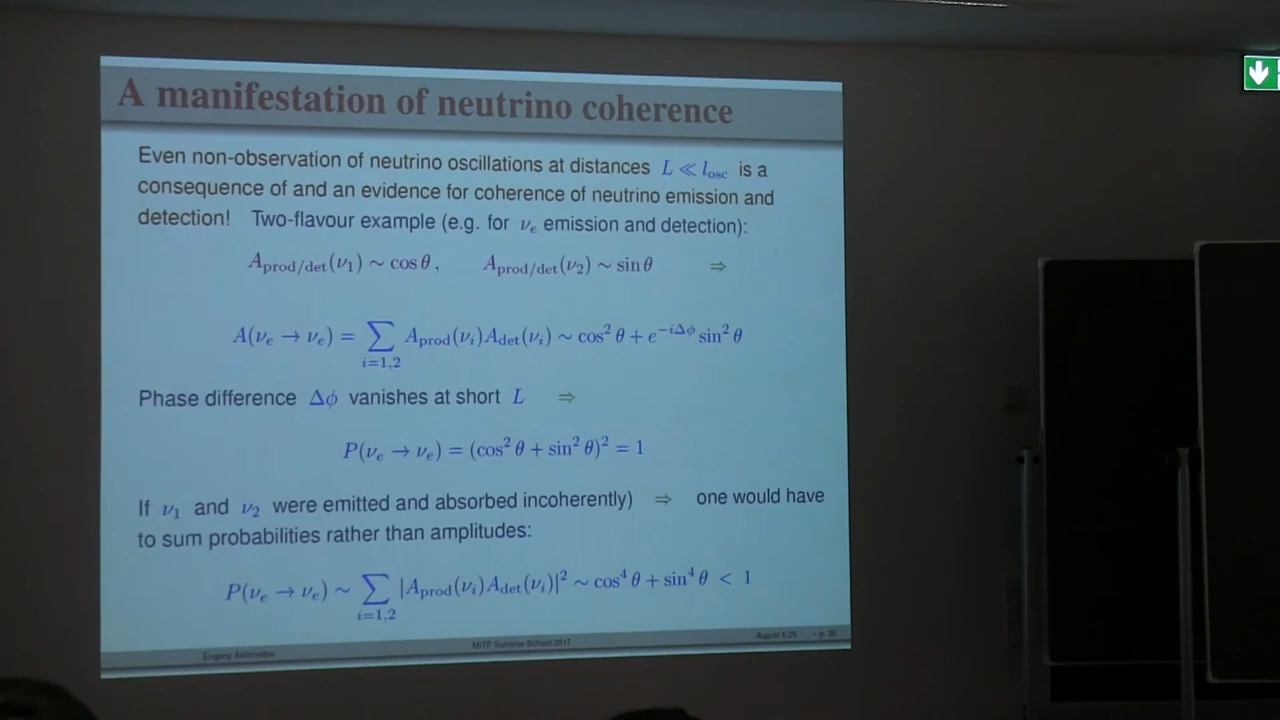 A manifestation of neutrino coherence
Even non-observation of neutrino oscillations at distances L ≪ l_osc is a
consequence of and an evidence for coherence of neutrino emission and
detection! Two-flavour example (e.g. for ν_e emission and detection):
A_prod/det(ν_1) ∼ cos θ, A_prod/det(ν_2) ∼ sin θ ⇒
A(ν_e → ν_e) = ∑_{i=1,2} A_prod(ν_i)A_det(ν_i) ∼ cos² θ + e^{−iΔϕ} sin² θ
Phase difference Δϕ vanishes at short L ⇒
P(ν_e → ν_e) = (cos² θ + sin² θ)² = 1
If ν_1 and ν_2 were emitted and absorbed incoherently) ⇒ one would have
to sum probabilities rather than amplitudes:
P(ν_e → ν_e) ∼ ∑_{i=1,2} |A_prod(ν_i)A_det(ν_i)|² ∼ cos⁴ θ + sin⁴ θ < 1
Evgeny Akhmedov MITP Summer School 2017 August 6-25 – p.